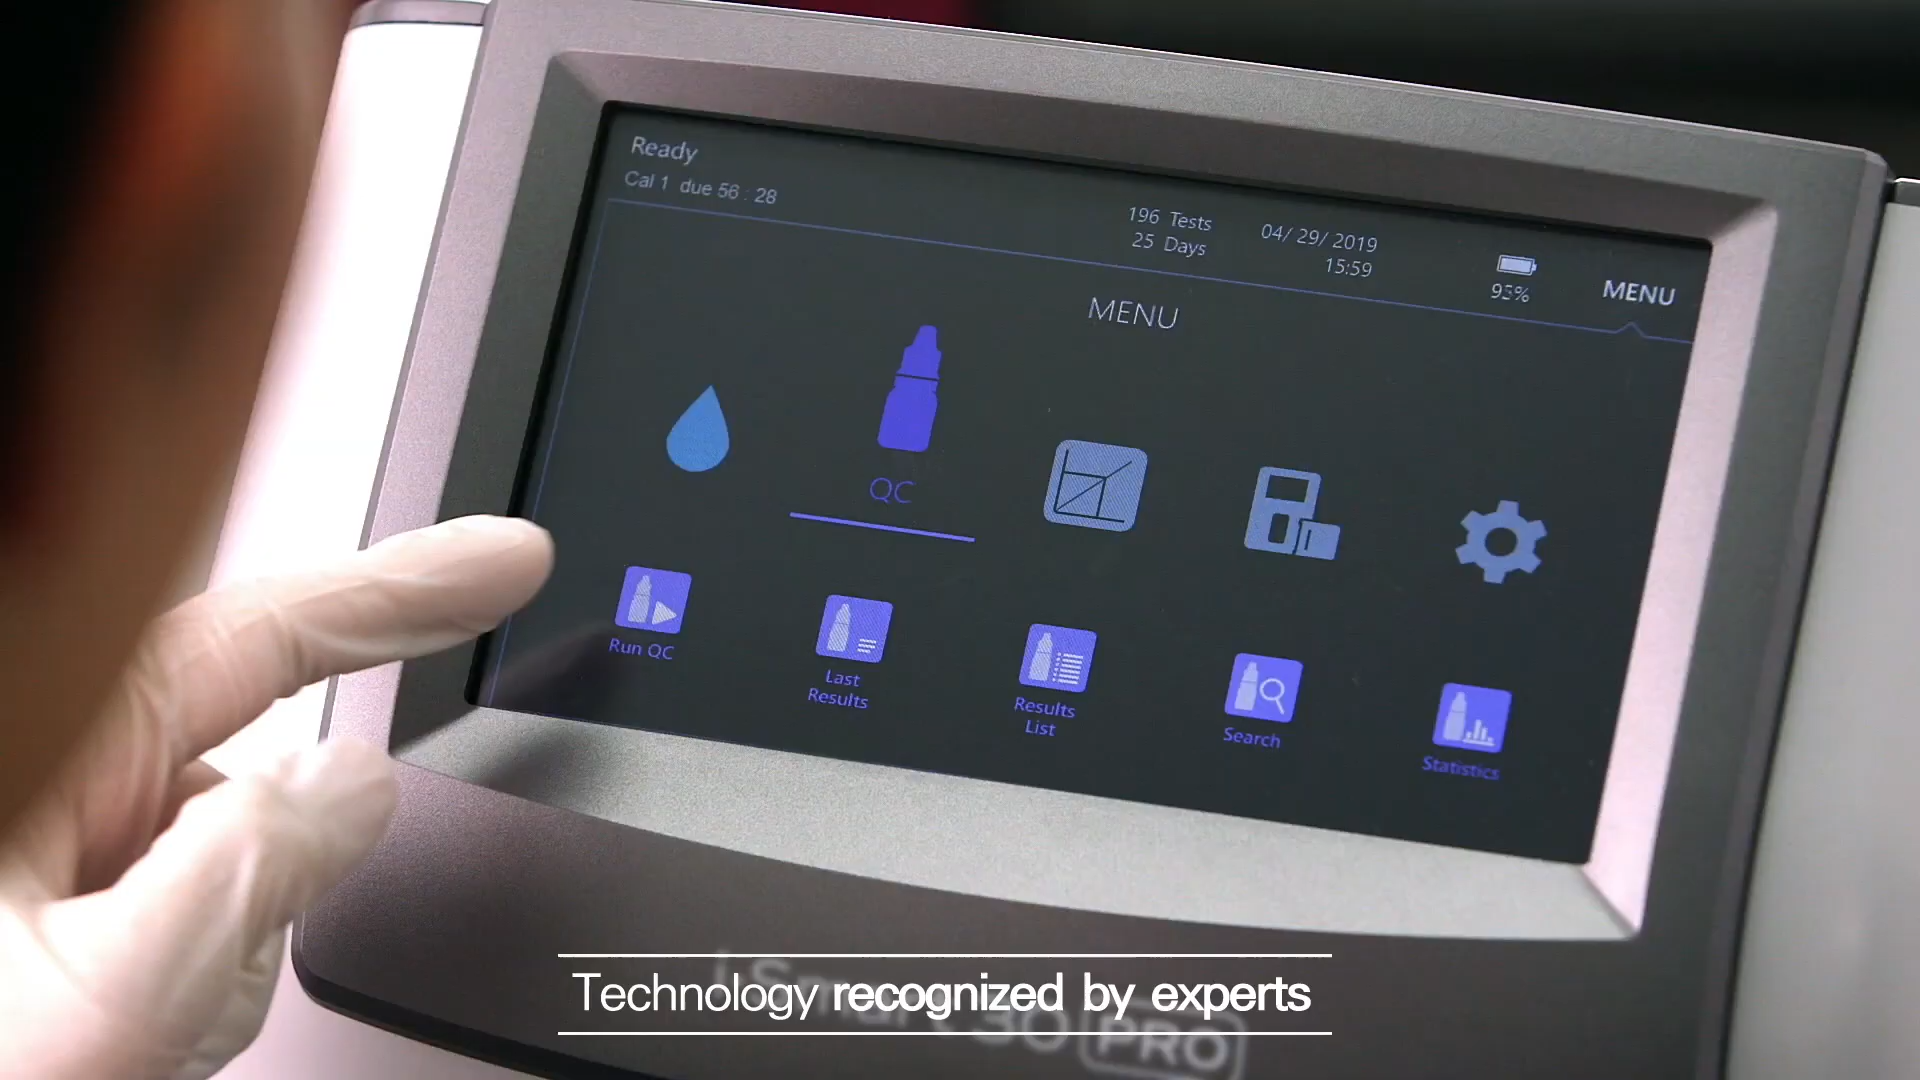 Ready
Cal 1 due 56 : 28
196 Tests
25 Days
04/ 29/ 2019
15:59
MENU
MENU
QC
Run QC
Last
Results
Results
List
Search
Statistics
Technology recognized by experts
PRO